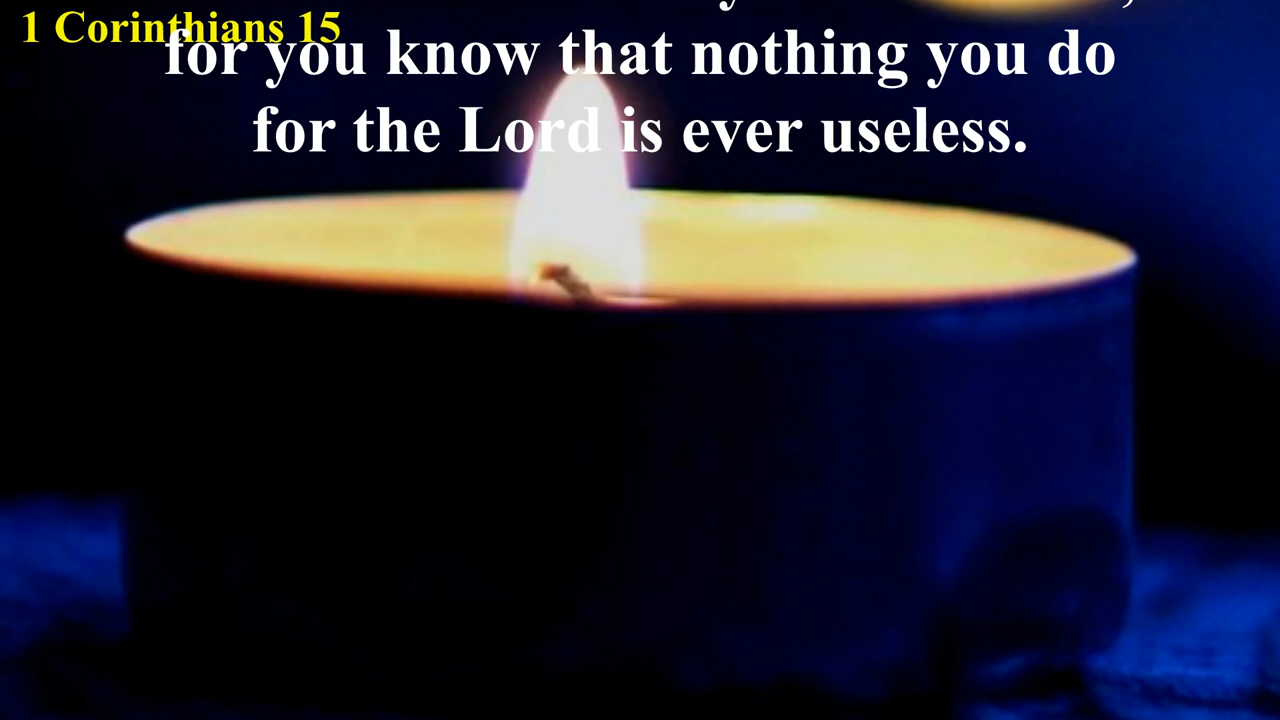 1 Corinthians 15
for you know that nothing you do
for the Lord is ever useless.